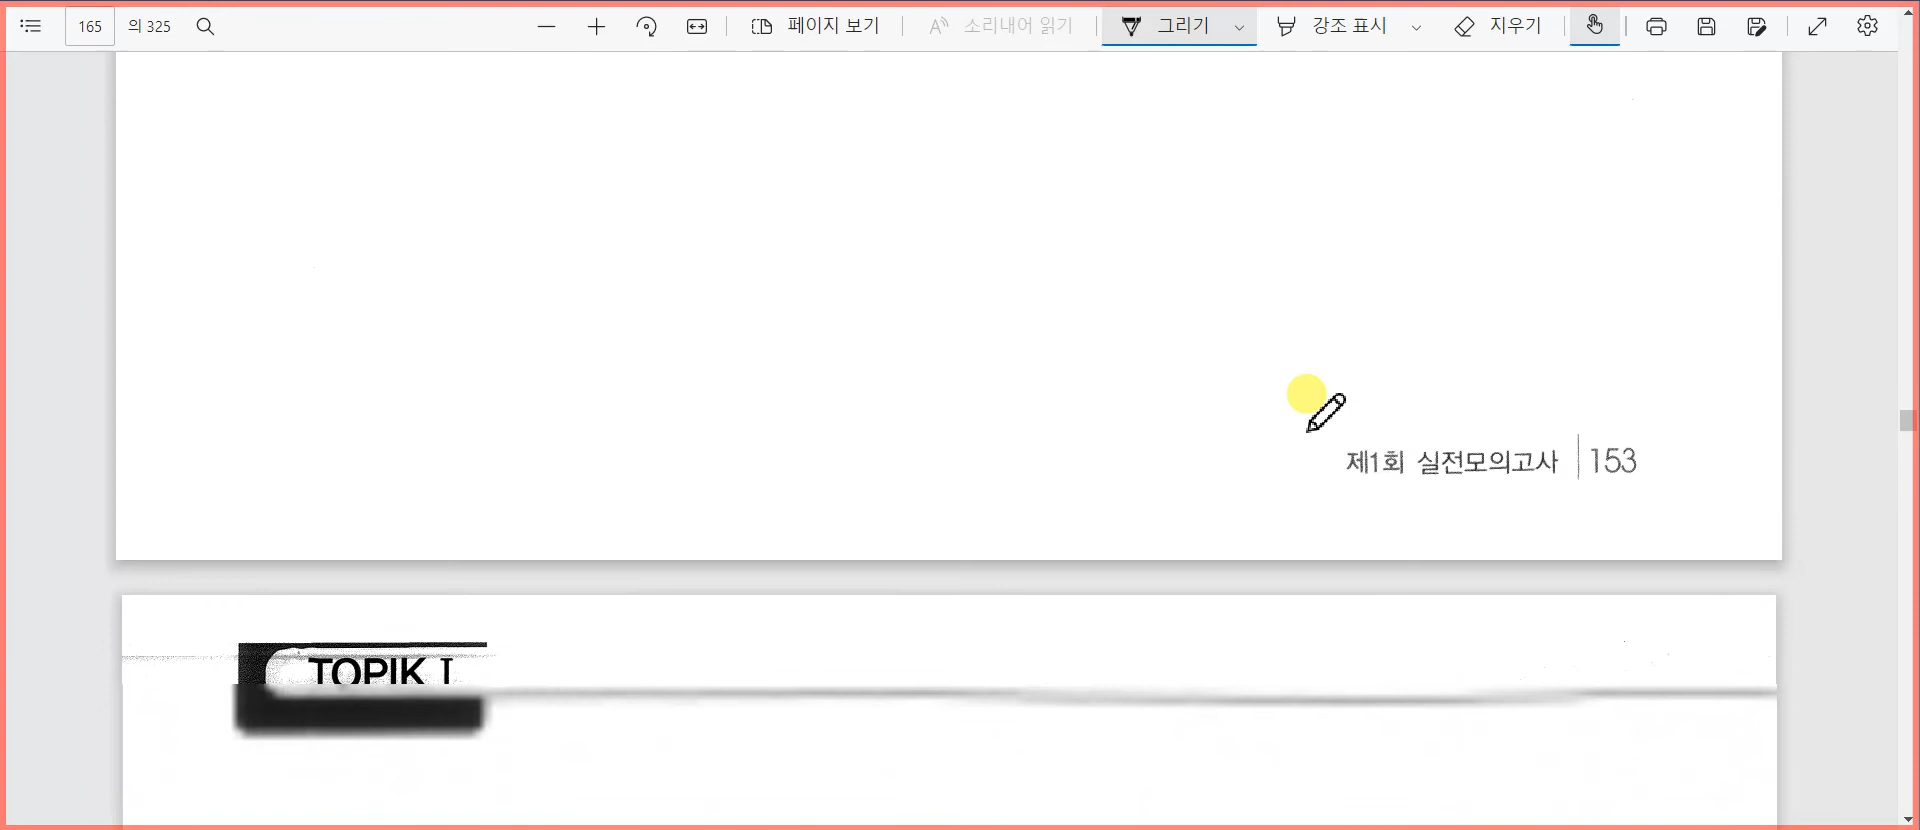 165 의 325 페이지 보기 소리내어 읽기 그리기 강조 표시 지우기
제1회 실전모의고사 153
TOPIK I